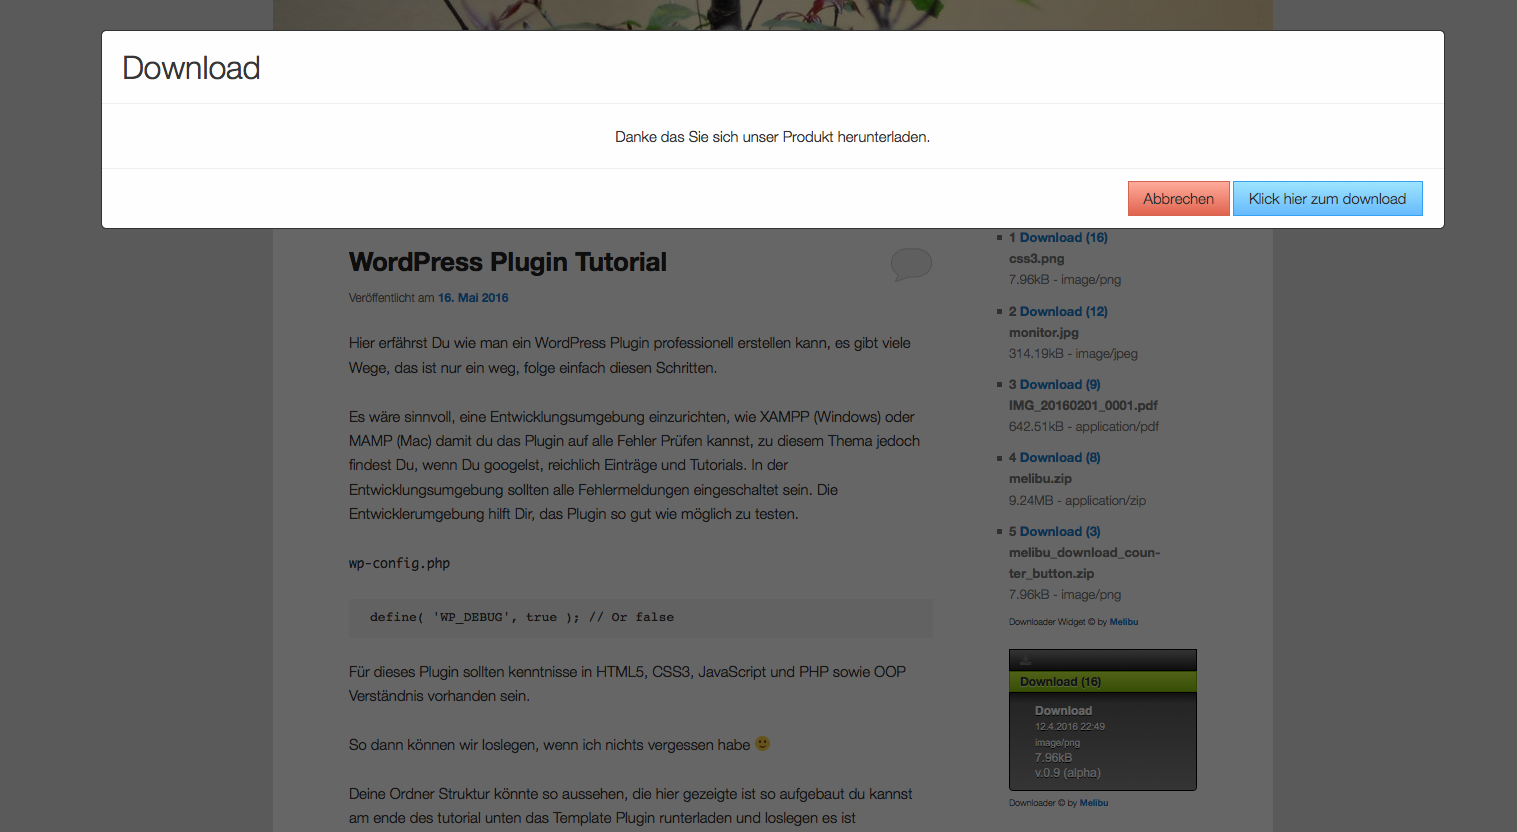 Download
Danke das Sie sich unser Produkt herunterladen.
Abbrechen
Klick hier zum download
WordPress Plugin Tutorial
Veröffentlicht am 16. Mai 2016
Hier erfährst Du wie man ein WordPress Plugin professionell erstellen kann, es gibt viele
Wege, das ist nur ein weg, folge einfach diesen Schritten.
Es wäre sinnvoll, eine Entwicklungsumgebung einzurichten, wie XAMPP (Windows) oder
MAMP (Mac) damit du das Plugin auf alle Fehler Prüfen kannst, zu diesem Thema jedoch
findest Du, wenn Du googelst, reichlich Einträge und Tutorials. In der
Entwicklungsumgebung sollten alle Fehlermeldungen eingeschaltet sein. Die
Entwicklerumgebung hilft Dir, das Plugin so gut wie möglich zu testen.
wp-config.php
define( 'WP_DEBUG', true ); // Or false
Für dieses Plugin sollten kenntnisse in HTML5, CSS3, JavaScript und PHP sowie OOP
Verständnis vorhanden sein.
So dann können wir loslegen, wenn ich nichts vergessen habe 🙂
Deine Ordner Struktur könnte so aussehen, die hier gezeigte ist so aufgebaut du kannst
am ende des tutorial unten das Template Plugin runterladen und loslegen es ist
1 Download (16)
css3.png
7.96kB - image/png
2 Download (12)
monitor.jpg
314.19kB - image/jpeg
3 Download (9)
IMG_20160201_0001.pdf
642.51kB - application/pdf
4 Download (8)
melibu.zip
9.24MB - application/zip
5 Download (3)
melibu_download_coun-
ter_button.zip
7.96kB - image/png
Downloader Widget © by Melibu
Download (16)
Download
12.4.2016 22:49
image/png
7.96kB
v.0.9 (alpha)
Downloader © by Melibu